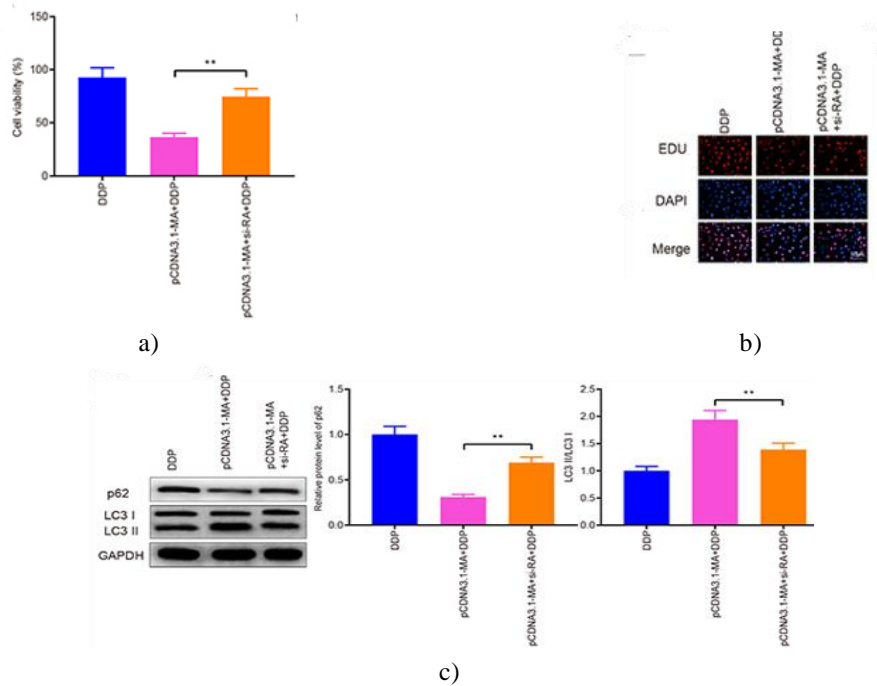 150
100
50
0
Cell viability (%)
**
DDP
pCDNA3.1-MA+DDP
pCDNA3.1-MA+si-RA+DDP
a)
DDP
pCDNA3.1-MA+DD
pCDNA3.1-MA
+si-RA+DDP
EDU
DAPI
Merge
b)
DDP
pCDNA3.1-MA+DDP
pCDNA3.1-MA
+si-RA+DDP
p62
LC3 I
LC3 II
GAPDH
Relative protein level of p62
1.5
1.0
0.5
0.0
**
DDP
pCDNA3.1-MA+DDP
pCDNA3.1-MA+si-RA+DDP
LC3 II/LC3 I
2.5
2.0
1.5
1.0
0.5
0.0
**
DDP
pCDNA3.1-MA+DDP
pCDNA3.1-MA+si-RA+DDP
c)